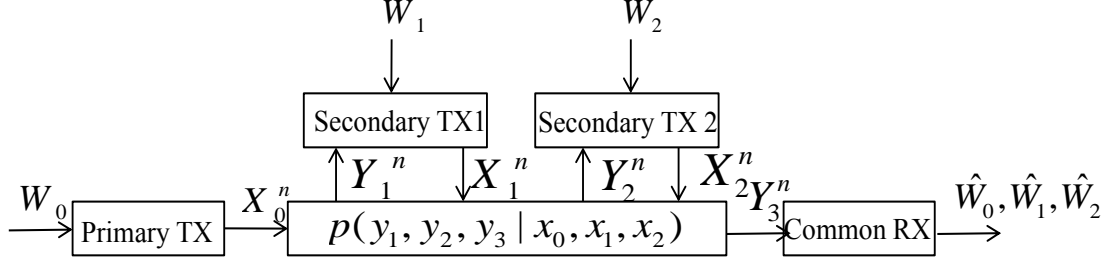 W_1 W_2
Secondary TX1 Secondary TX 2
Y_1^n X_1^n Y_2^n X_2^n
W_0 X_0^n Y_3^n Ŵ_0, Ŵ_1, Ŵ_2
Primary TX p(y_1, y_2, y_3 | x_0, x_1, x_2) Common RX